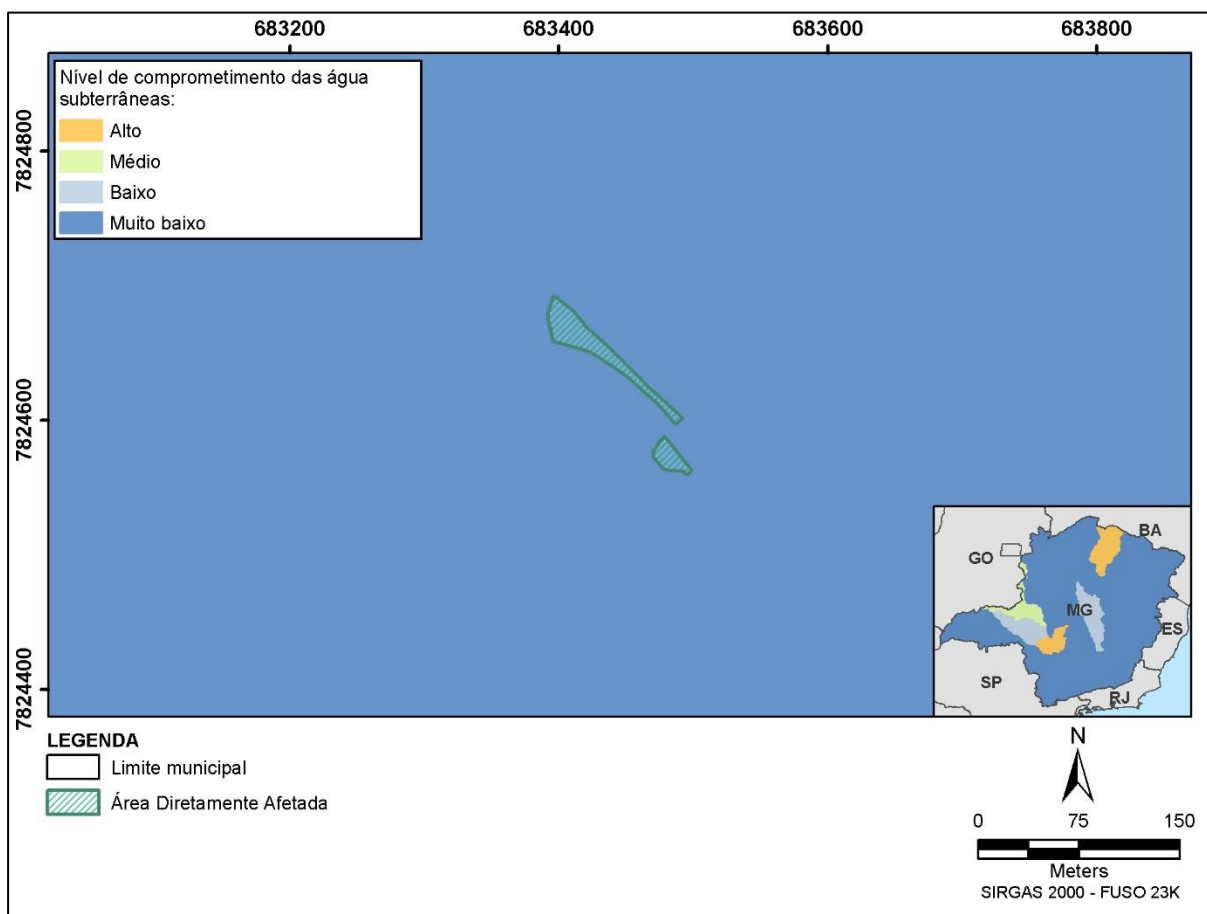 683200
683400
683600
683800
7824800
7824600
7824400
Nível de comprometimento das água
subterrâneas:
Alto
Médio
Baixo
Muito baixo
BA
GO
MG
ES
SP
RJ
LEGENDA
Limite municipal
Área Diretamente Afetada
N
0 75 150
Meters
SIRGAS 2000 - FUSO 23K